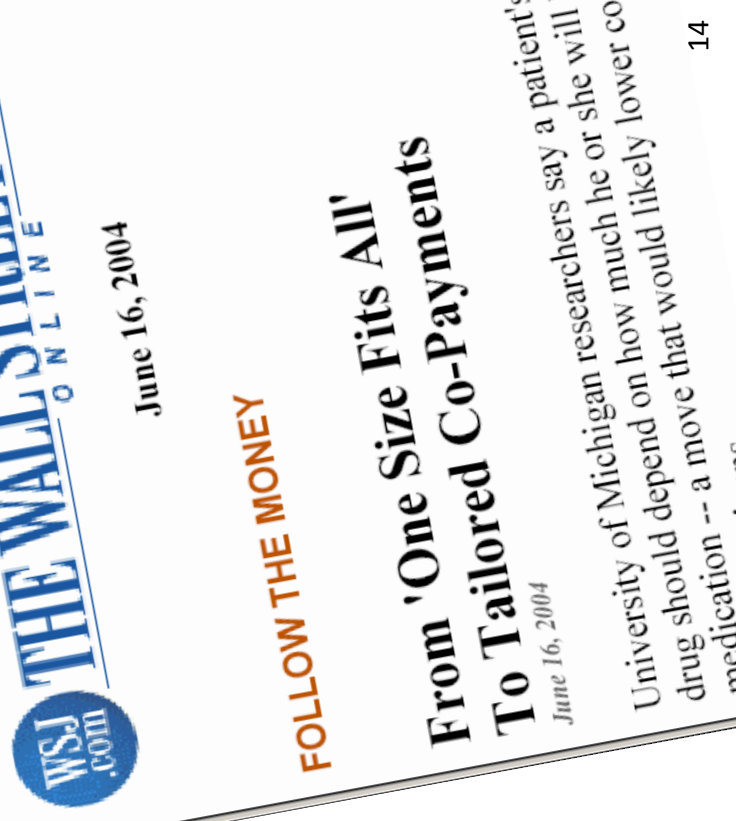 WSJ
.com
THE WALL STREET
ONLINE
June 16, 2004
FOLLOW THE MONEY
From 'One Size Fits All'
To Tailored Co-Payments
June 16, 2004
University of Michigan researchers say a patient's
drug should depend on how much he or she will
medication -- a move that would likely lower co
14